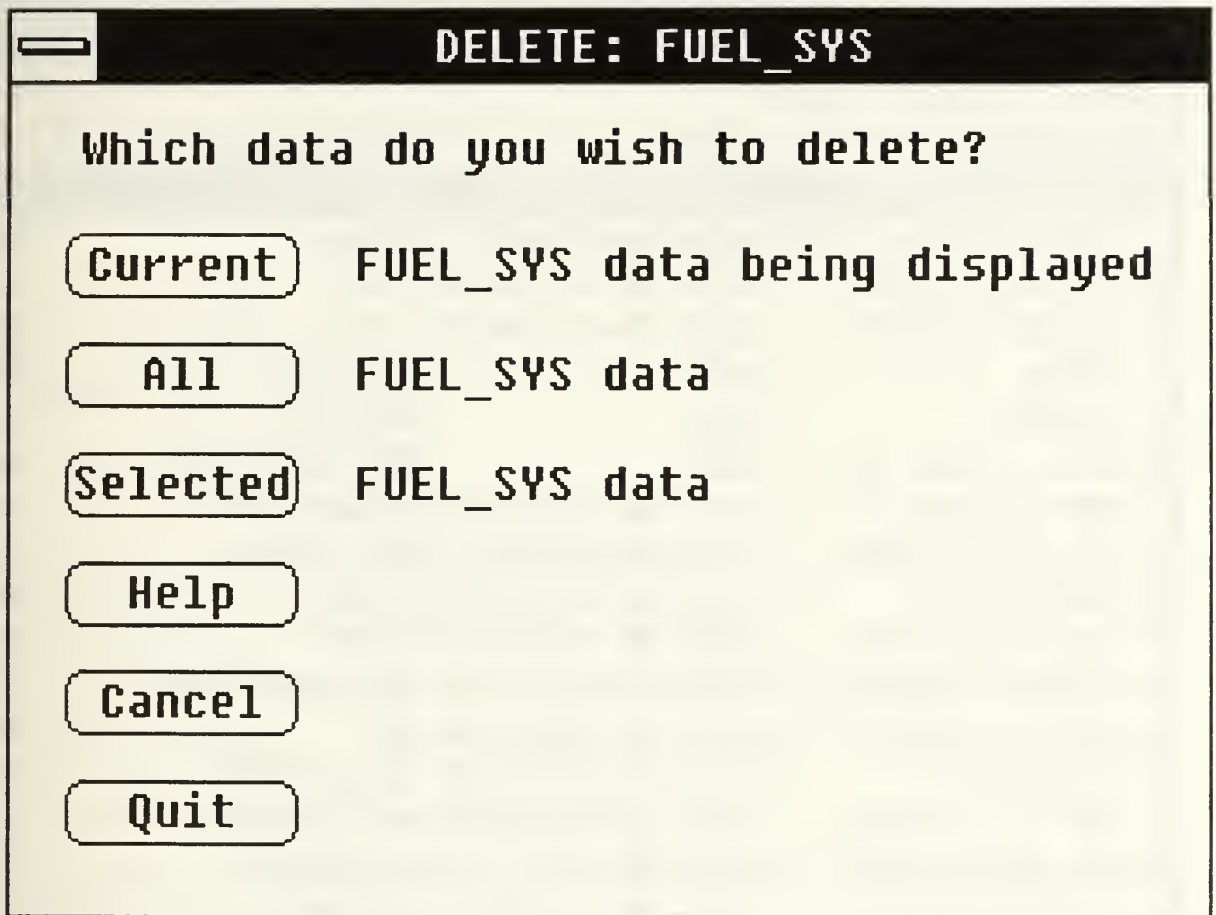 DELETE: FUEL_SYS
Which data do you wish to delete?
Current FUEL_SYS data being displayed
All FUEL_SYS data
Selected FUEL_SYS data
Help
Cancel
Quit